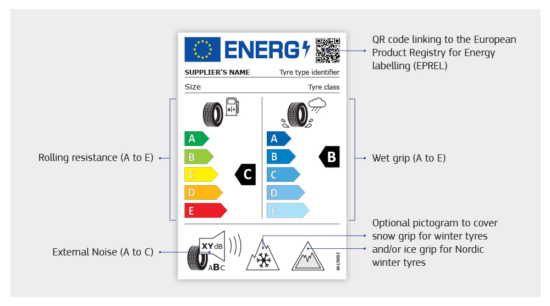 ENERG
SUPPLIER'S NAME Tyre type identifier
Size Tyre class
A
B
C
D
E
C
A
B
C
D
E
B
XY dB
ABC
QR code linking to the European
Product Registry for Energy
labelling (EPREL)
Rolling resistance (A to E)
Wet grip (A to E)
External Noise (A to C)
Optional pictogram to cover
snow grip for winter tyres
and/or ice grip for Nordic
winter tyres